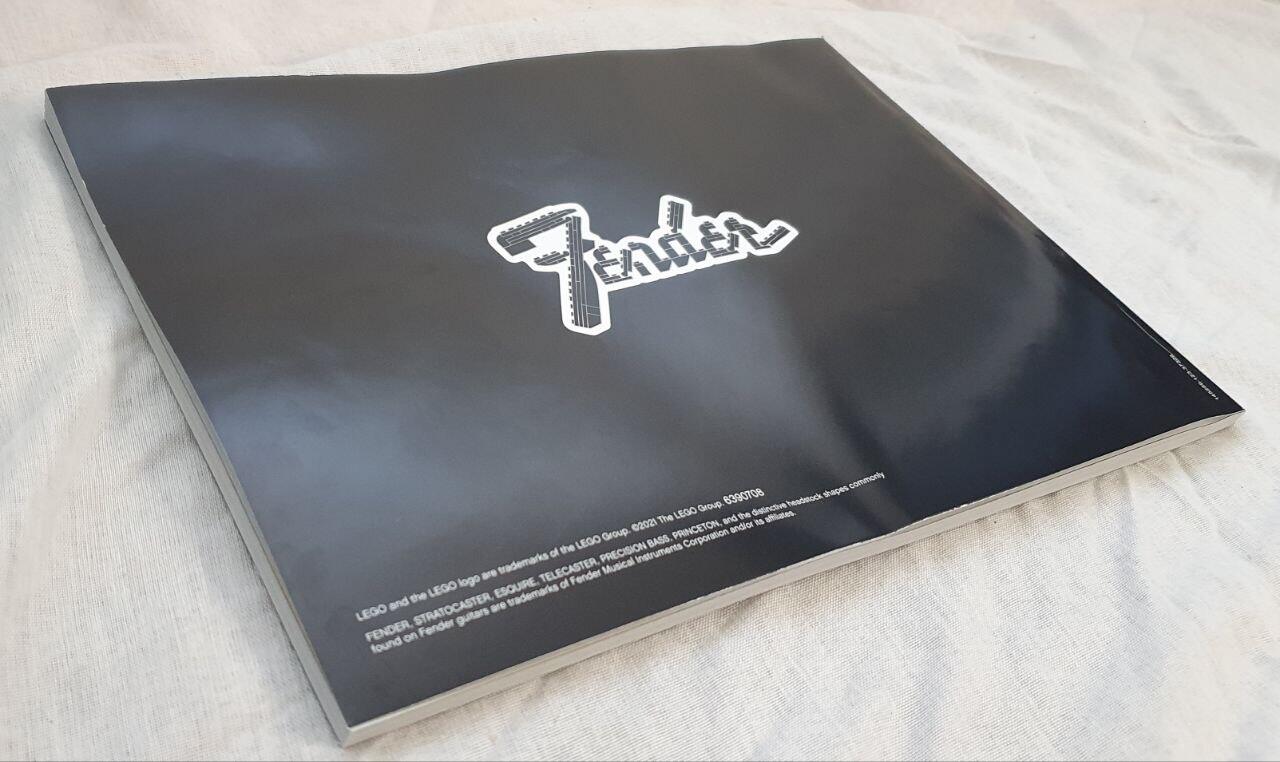 Fender
LEGO and the LEGO logo are trademarks of the LEGO Group. ©2021 The LEGO Group. 6390708
FENDER, STRATOCASTER, ESQUIRE, TELECASTER, PRECISION BASS, PRINCETON, and the distinctive headstock shapes commonly
found on Fender guitars are trademarks of Fender Musical Instruments Corporation and/or its affiliates.